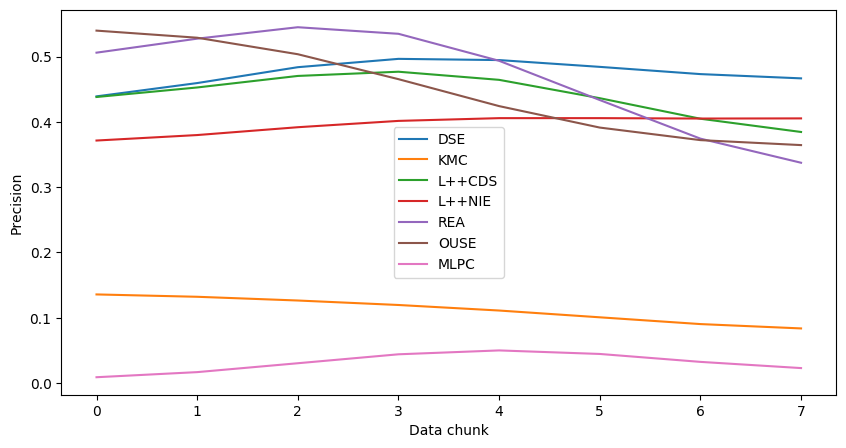 Precision
0.5
0.4
0.3
0.2
0.1
0.0
DSE
KMC
L++CDS
L++NIE
REA
OUSE
MLPC
0 1 2 3 4 5 6 7
Data chunk